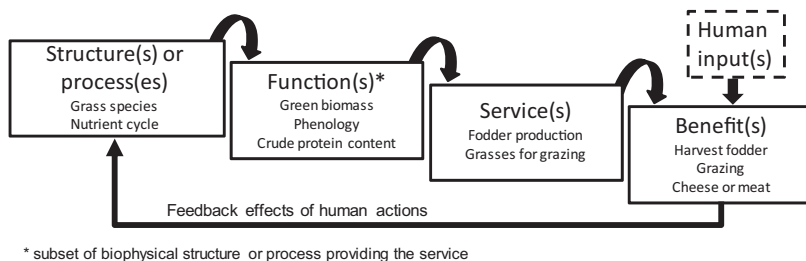 Structure(s) or
process(es)
Grass species
Nutrient cycle
Function(s)*
Green biomass
Phenology
Crude protein content
Service(s)
Fodder production
Grasses for grazing
Human
input(s)
Benefit(s)
Harvest fodder
Grazing
Cheese or meat
Feedback effects of human actions
* subset of biophysical structure or process providing the service